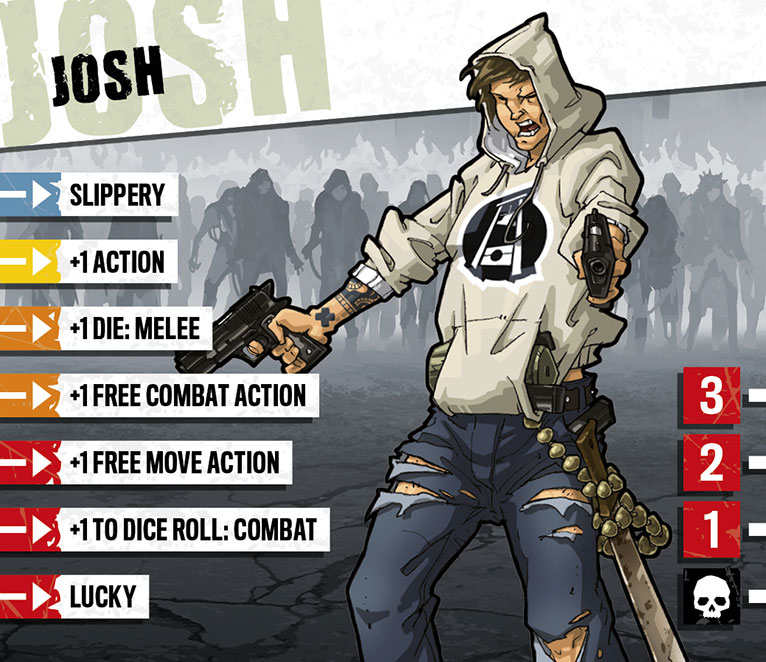 JOSH
JOSH
SLIPPERY
+1 ACTION
+1 DIE: MELEE
+1 FREE COMBAT ACTION
+1 FREE MOVE ACTION
+1 TO DICE ROLL: COMBAT
LUCKY
3
2
1